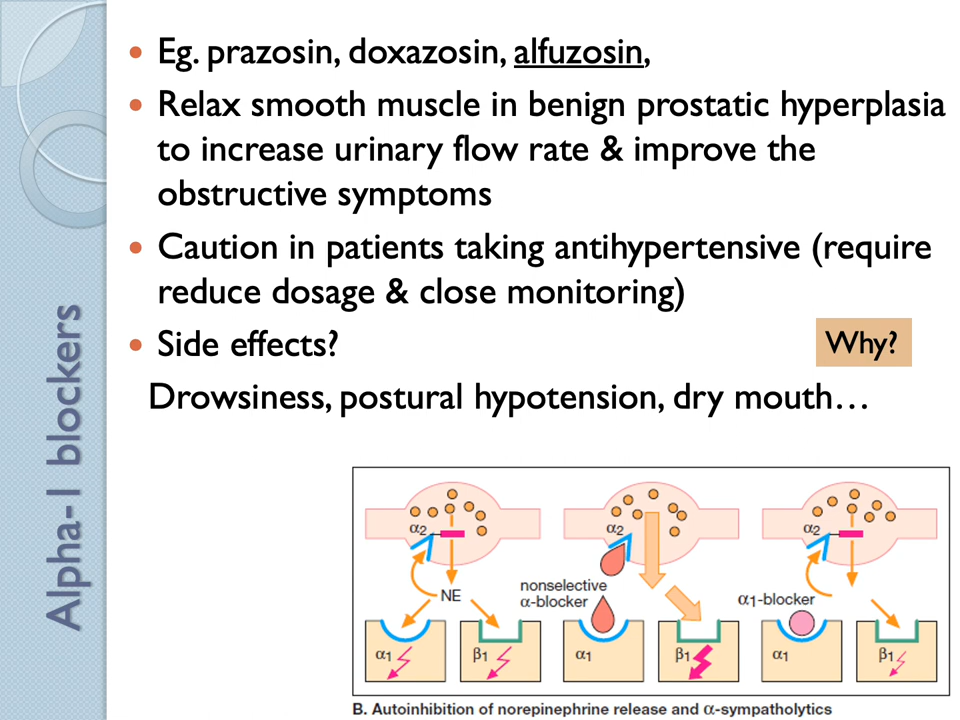 Alpha-1 blockers
• Eg. prazosin, doxazosin, alfuzosin,
• Relax smooth muscle in benign prostatic hyperplasia
to increase urinary flow rate & improve the
obstructive symptoms
• Caution in patients taking antihypertensive (require
reduce dosage & close monitoring)
• Side effects?
Why?
Drowsiness, postural hypotension, dry mouth…
α2
NE
α1
β1
α2
nonselective
α-blocker
α1
β1
α2
α1-blocker
α1
β1
B. Autoinhibition of norepinephrine release and α-sympatholytics